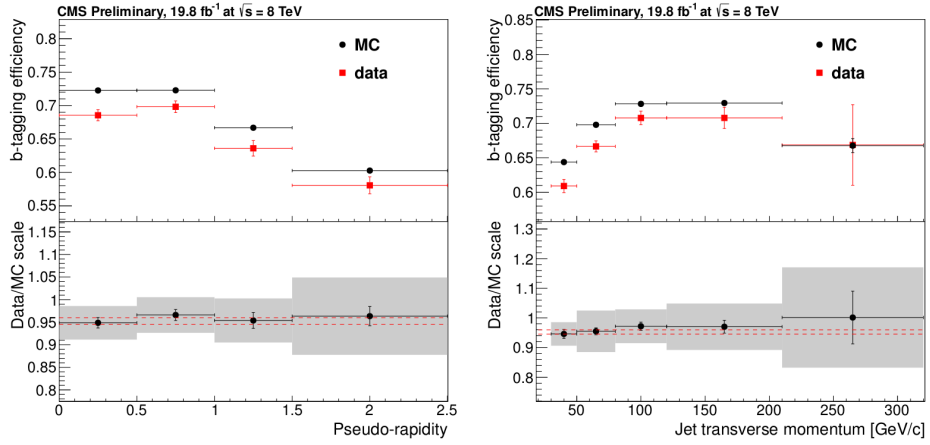 CMS Preliminary, 19.8 fb⁻¹ at √s = 8 TeV
b-tagging efficiency
0.8
0.75
0.7
0.65
0.6
0.55
MC
data
Data/MC scale
1.15
1.1
1.05
1
0.95
0.9
0.85
0.8
0 0.5 1 1.5 2 2.5
Pseudo-rapidity
CMS Preliminary, 19.8 fb⁻¹ at √s = 8 TeV
b-tagging efficiency
0.85
0.8
0.75
0.7
0.65
0.6
MC
data
Data/MC scale
1.3
1.2
1.1
1
0.9
0.8
50 100 150 200 250 300
Jet transverse momentum [GeV/c]